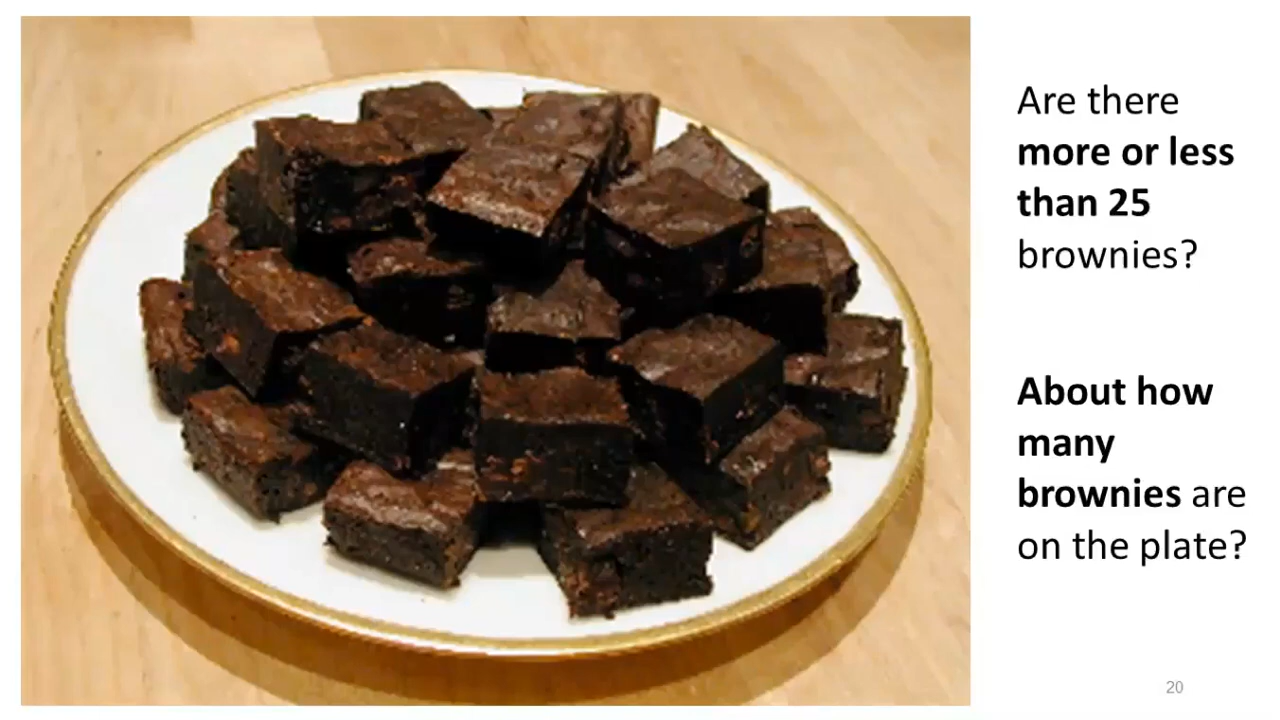 Are there
more or less
than 25
brownies?
About how
many
brownies are
on the plate?
20